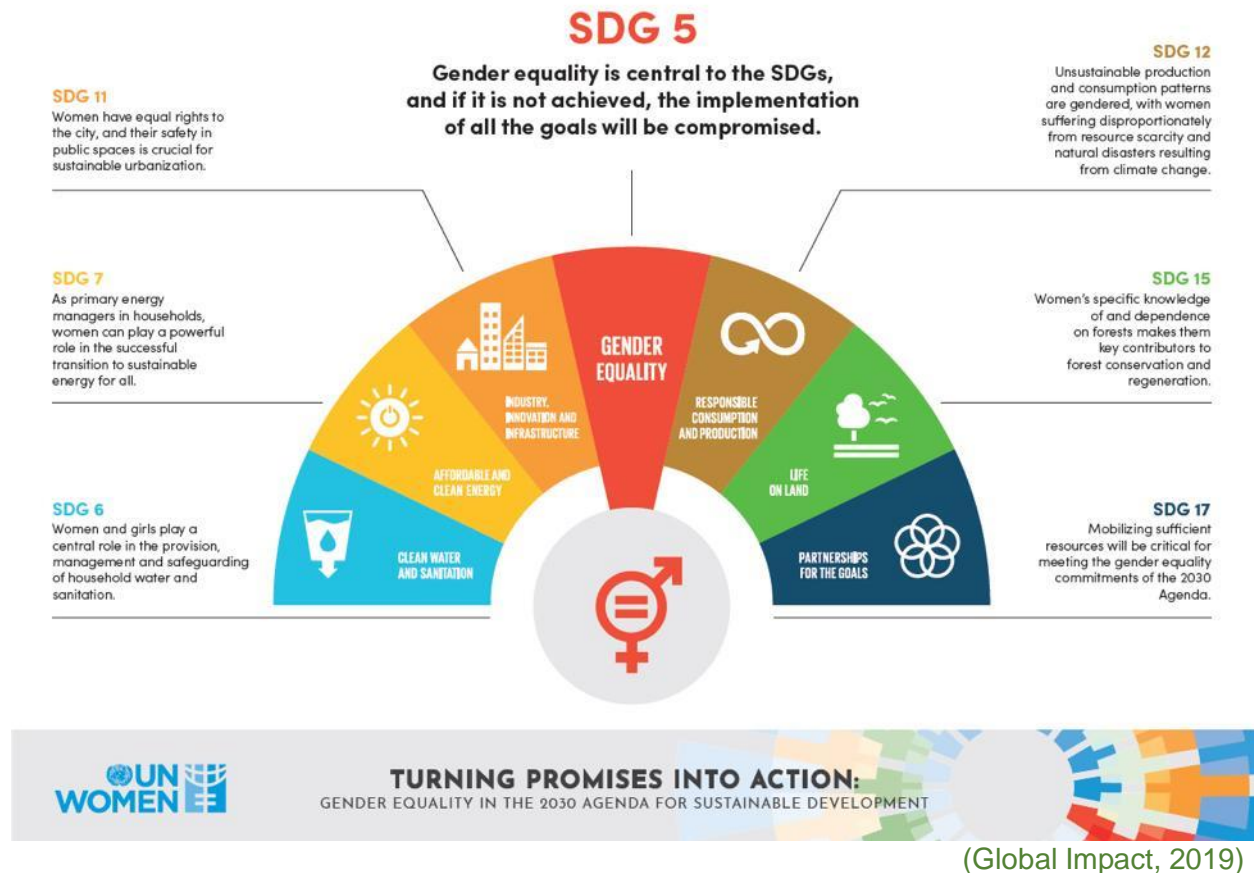 SDG 5
Gender equality is central to the SDGs,
and if it is not achieved, the implementation
of all the goals will be compromised.
SDG 11
Women have equal rights to
the city, and their safety in
public spaces is crucial for
sustainable urbanization.
SDG 12
Unsustainable production
and consumption patterns
are gendered, with women
suffering disproportionately
from resource scarcity and
natural disasters resulting
from climate change.
SDG 7
As primary energy
managers in households,
women can play a powerful
role in the successful
transition to sustainable
energy for all.
SDG 15
Women's specific knowledge
of and dependence
on forests makes them
key contributors to
forest conservation and
regeneration.
SDG 6
Women and girls play a
central role in the provision,
management and safeguarding
of household water and
sanitation.
SDG 17
Mobilizing sufficient
resources will be critical for
meeting the gender equality
commitments of the 2030
Agenda.
CLEAN WATER
AND SANITATION
AFFORDABLE AND
CLEAN ENERGY
INDUSTRY,
INNOVATION AND
INFRASTRUCTURE
GENDER
EQUALITY
RESPONSIBLE
CONSUMPTION
AND PRODUCTION
LIFE
ON LAND
PARTNERSHIPS
FOR THE GOALS
UN
WOMEN
TURNING PROMISES INTO ACTION:
GENDER EQUALITY IN THE 2030 AGENDA FOR SUSTAINABLE DEVELOPMENT
(Global Impact, 2019)